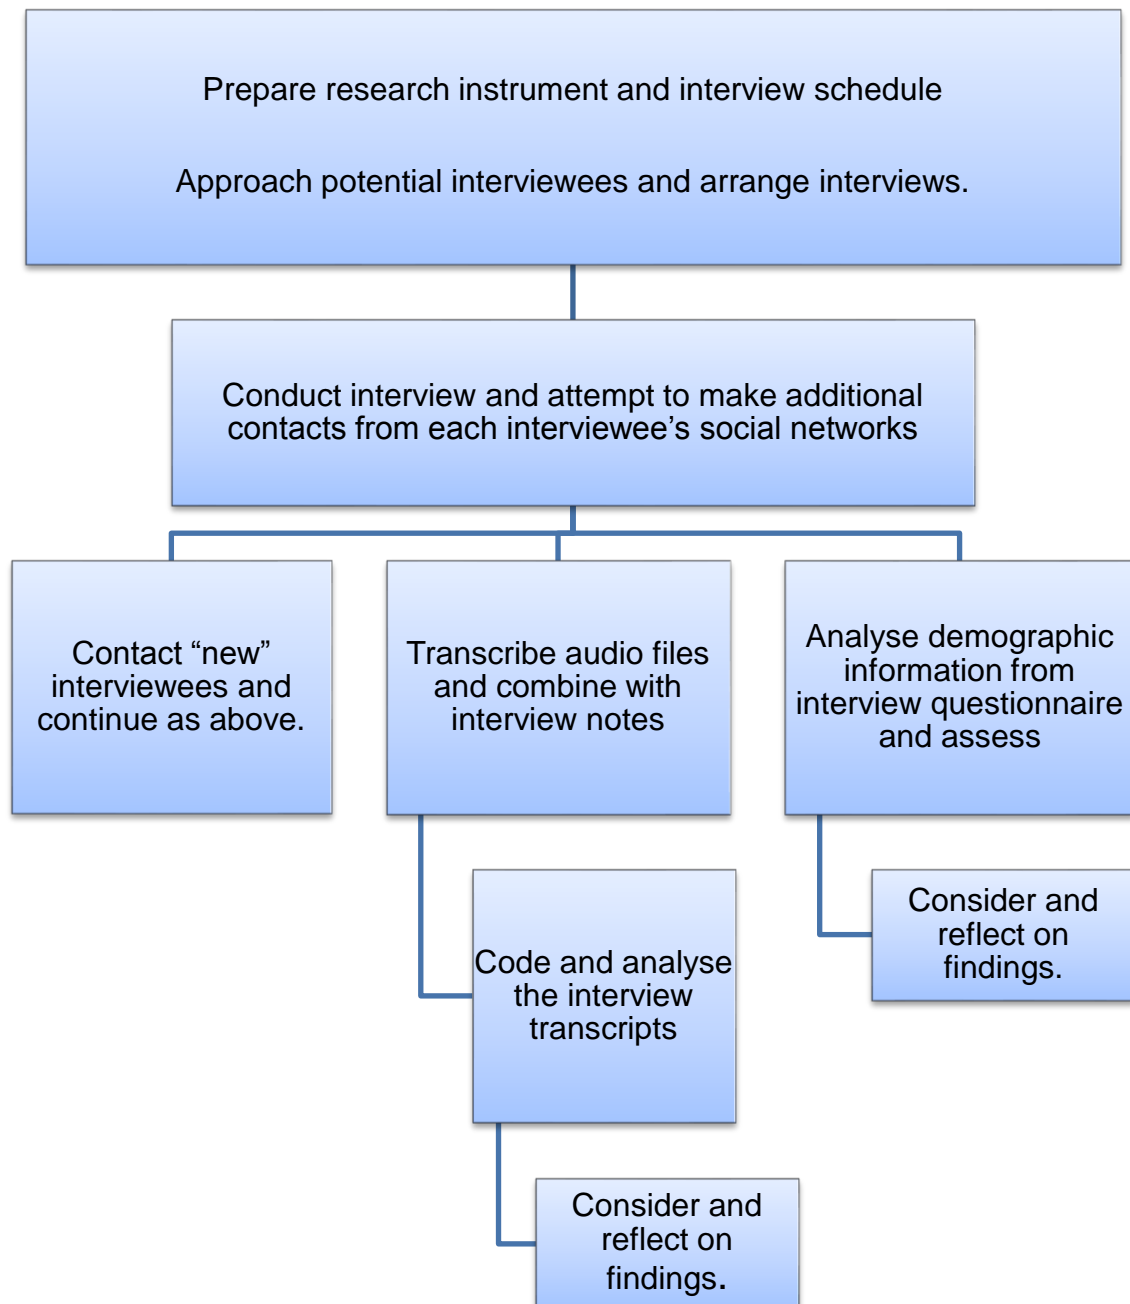 Prepare research instrument and interview schedule
Approach potential interviewees and arrange interviews.
Conduct interview and attempt to make additional
contacts from each interviewee’s social networks
Contact “new”
interviewees and
continue as above.
Transcribe audio files
and combine with
interview notes
Analyse demographic
information from
interview questionnaire
and assess
Code and analyse
the interview
transcripts
Consider and
reflect on
findings.
Consider and
reflect on
findings.